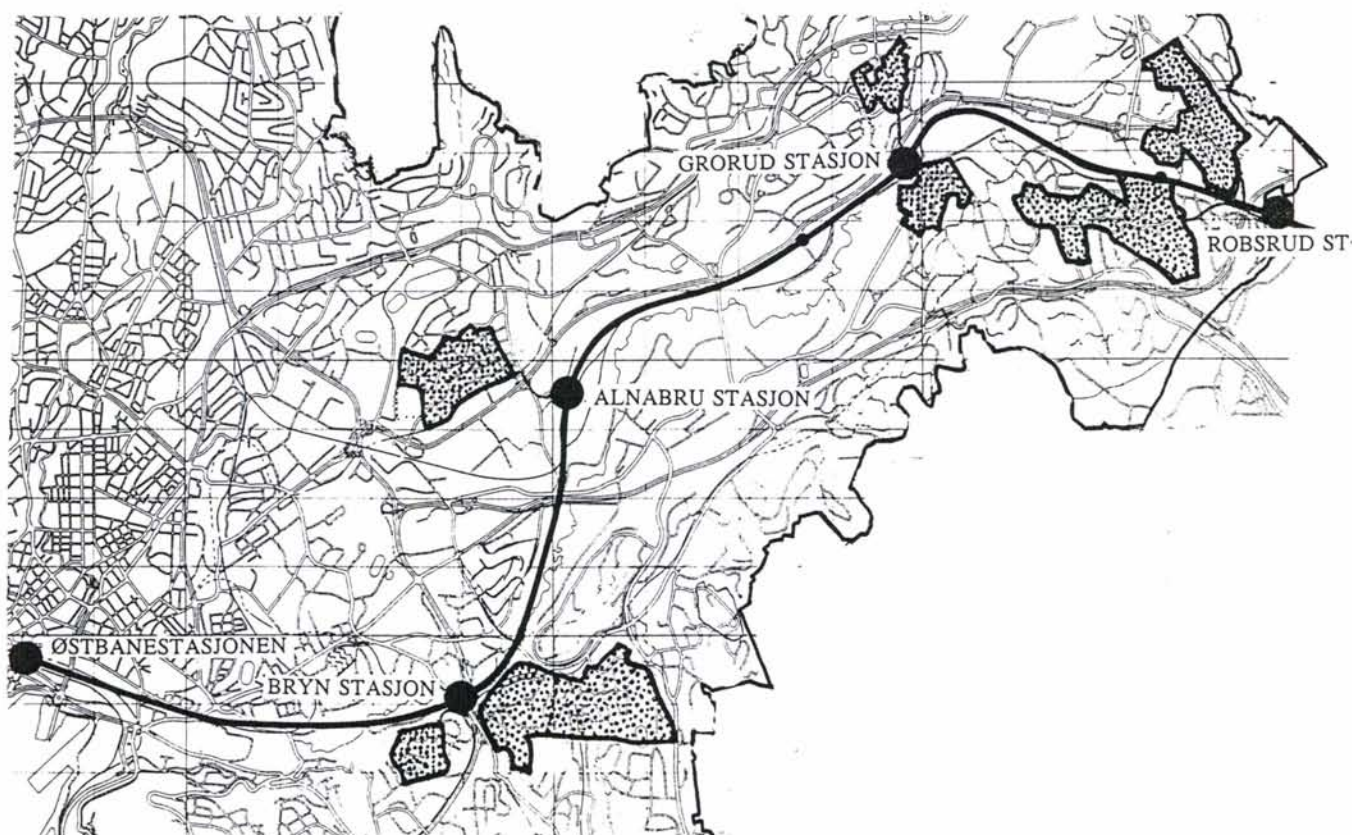 GRORUD STASJON
ROBSRUD ST.
ALNABRU STASJON
ØSTBANESTASJONEN
BRYN STASJON